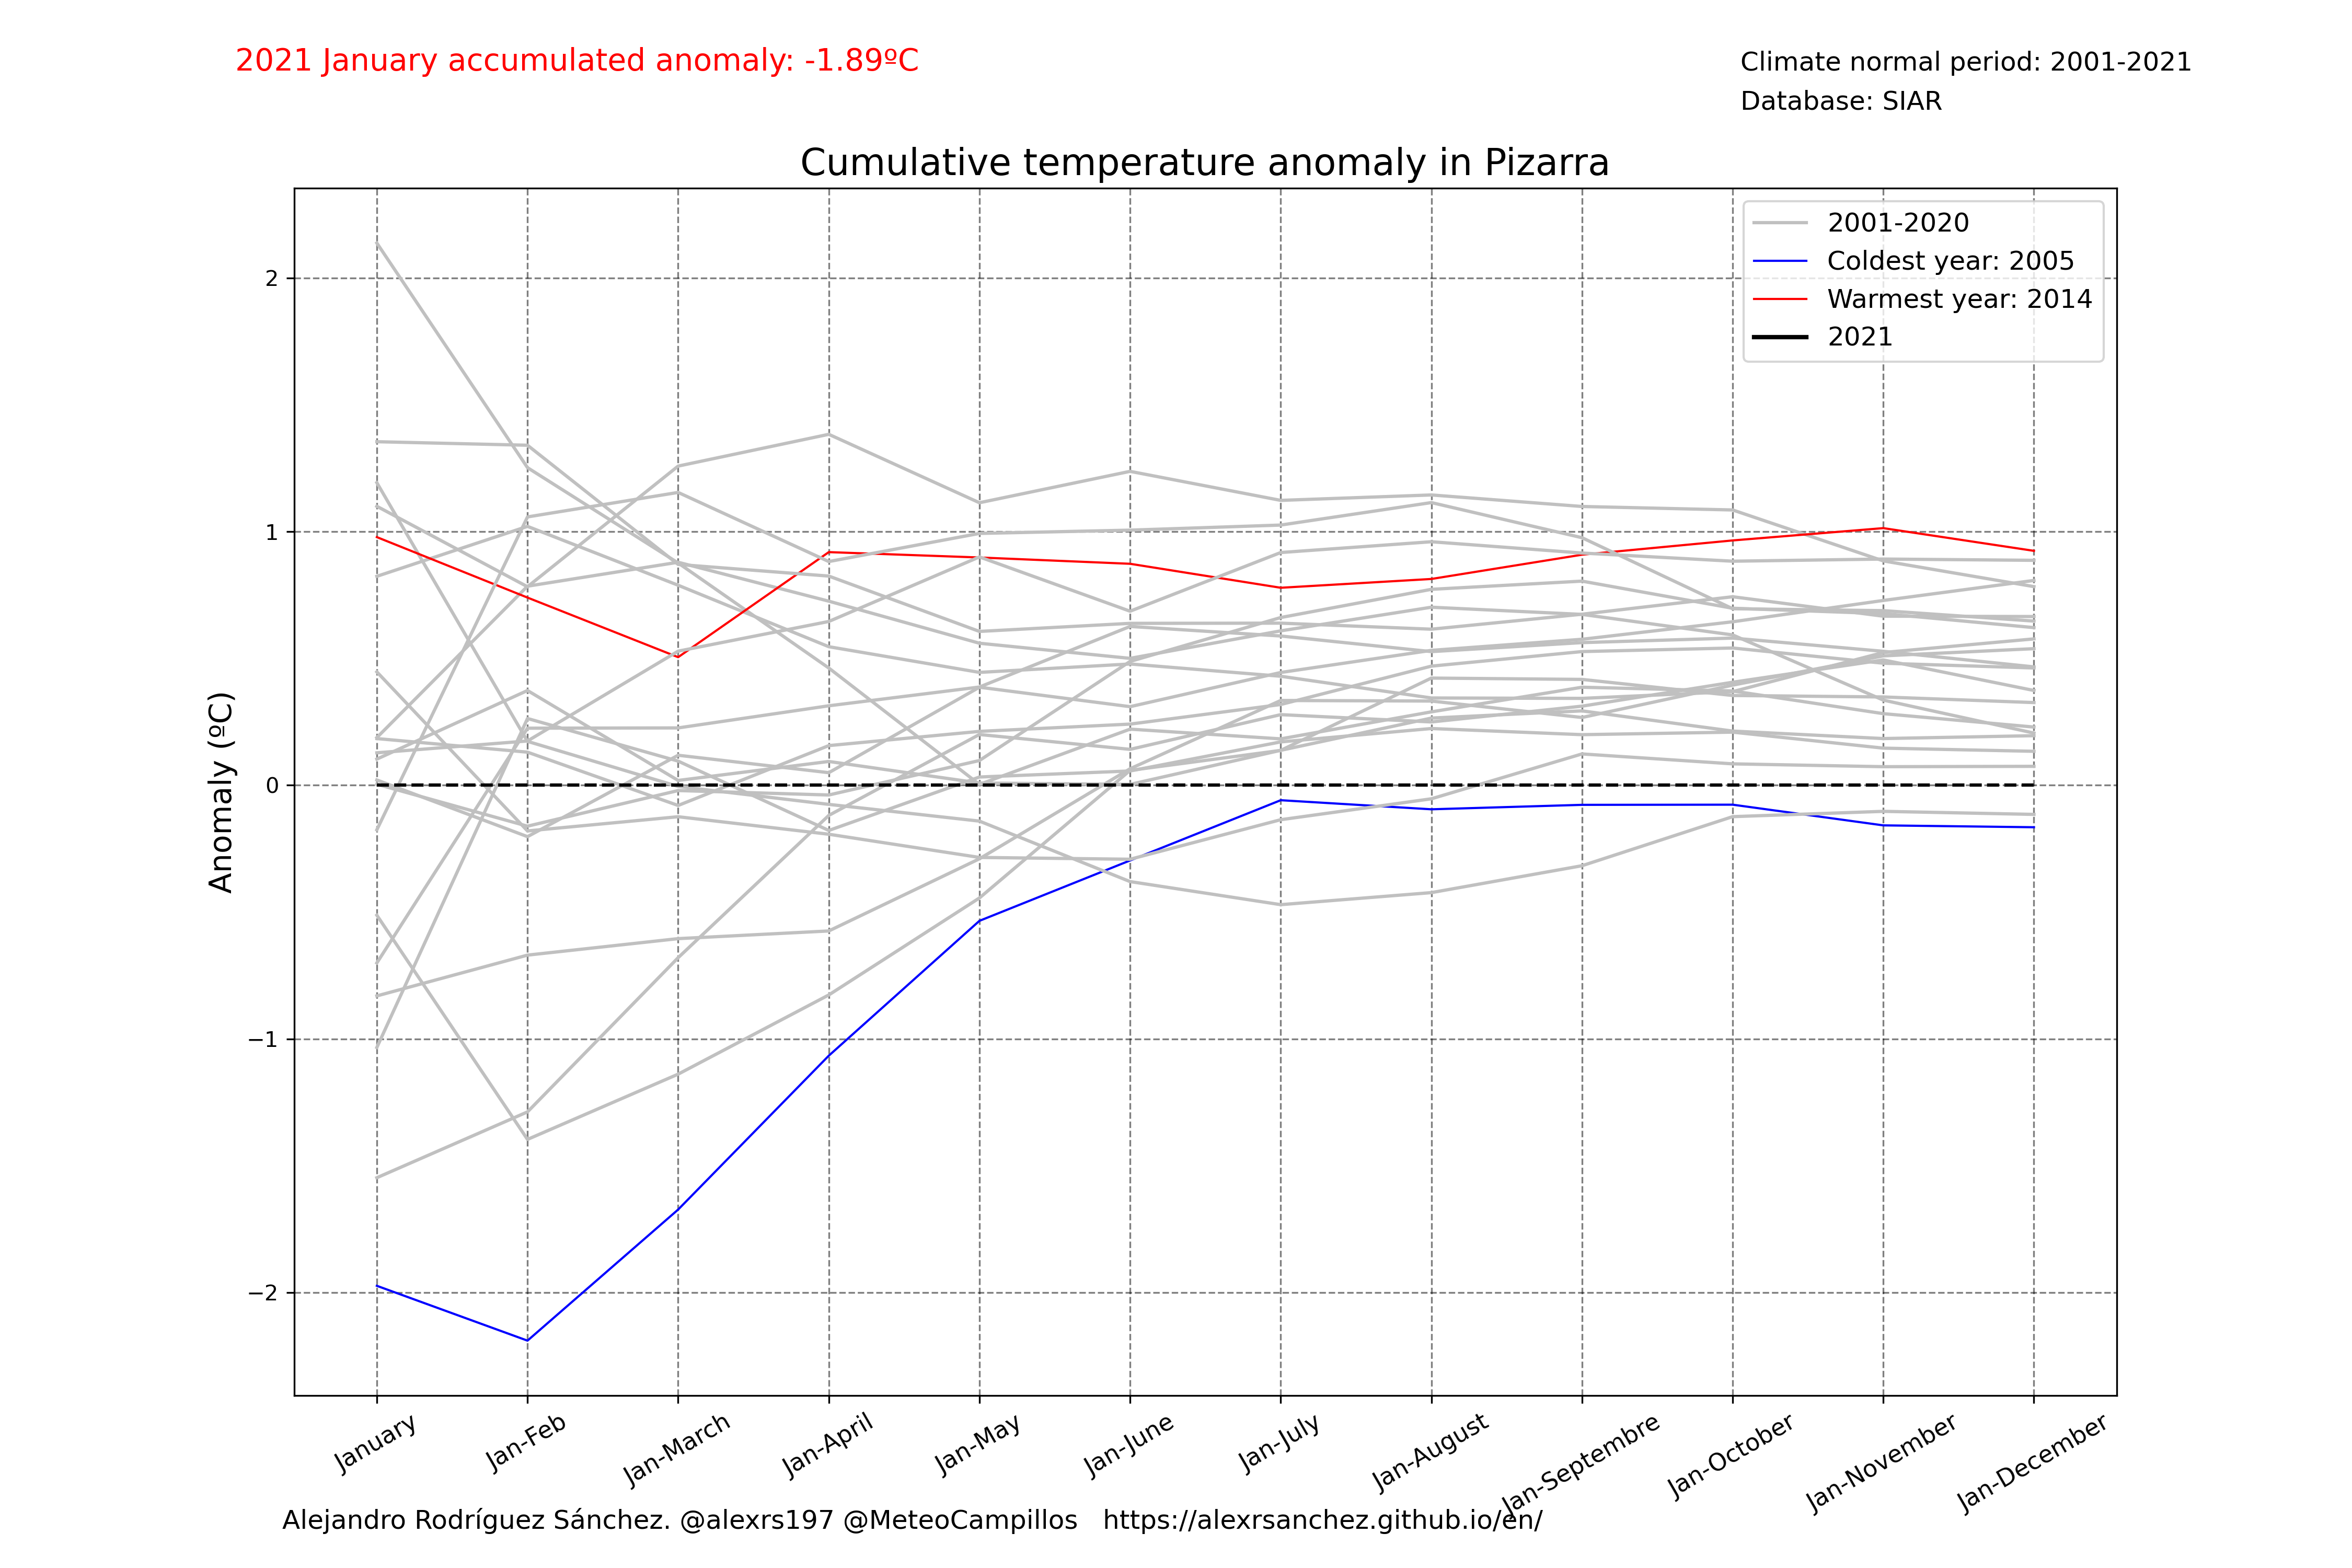 2021 January accumulated anomaly: -1.89ºC
Climate normal period: 2001-2021
Database: SIAR
Cumulative temperature anomaly in Pizarra
2001-2020
Coldest year: 2005
Warmest year: 2014
2021
Anomaly (ºC)
2
1
0
−1
−2
January
Jan-Feb
Jan-March
Jan-April
Jan-May
Jan-June
Jan-July
Jan-August
Jan-Septembre
Jan-October
Jan-November
Jan-December
Alejandro Rodríguez Sánchez. @alexrs197 @MeteoCampillos   https://alexrsanchez.github.io/en/